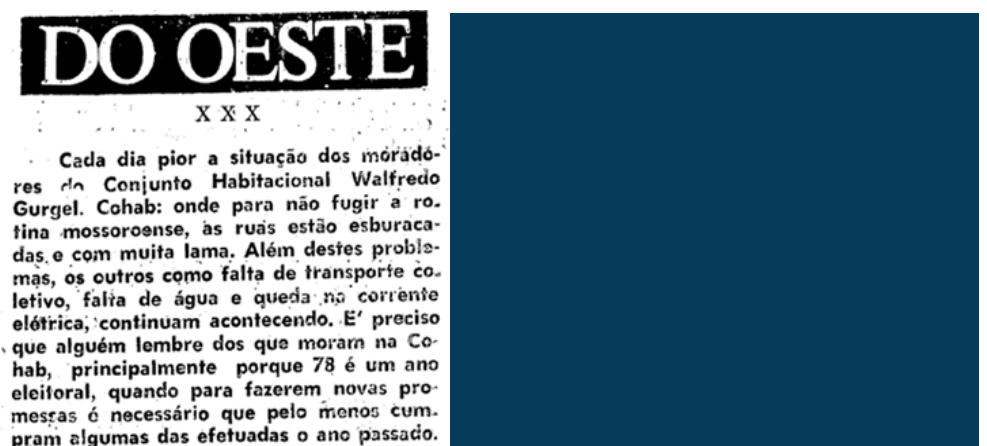 DO OESTE
X X X
Cada dia pior a situação dos morado-
res do Conjunto Habitacional Walfredo
Gurgel. Cohab: onde para não fugir a ro-
tina mossoroense, as ruas estão esburaca-
das e com muita lama. Além destes proble-
mas, os outros como falta de transporte co-
letivo, falta de água e queda na corrente
elétrica, continuam acontecendo. E' preciso
que alguém lembre dos que moram na Co-
hab, principalmente porque 78 é um ano
eleitoral, quando para fazerem novas pro-
messas é necessário que pelo menos cum-
pram algumas das efetuadas o ano passado.